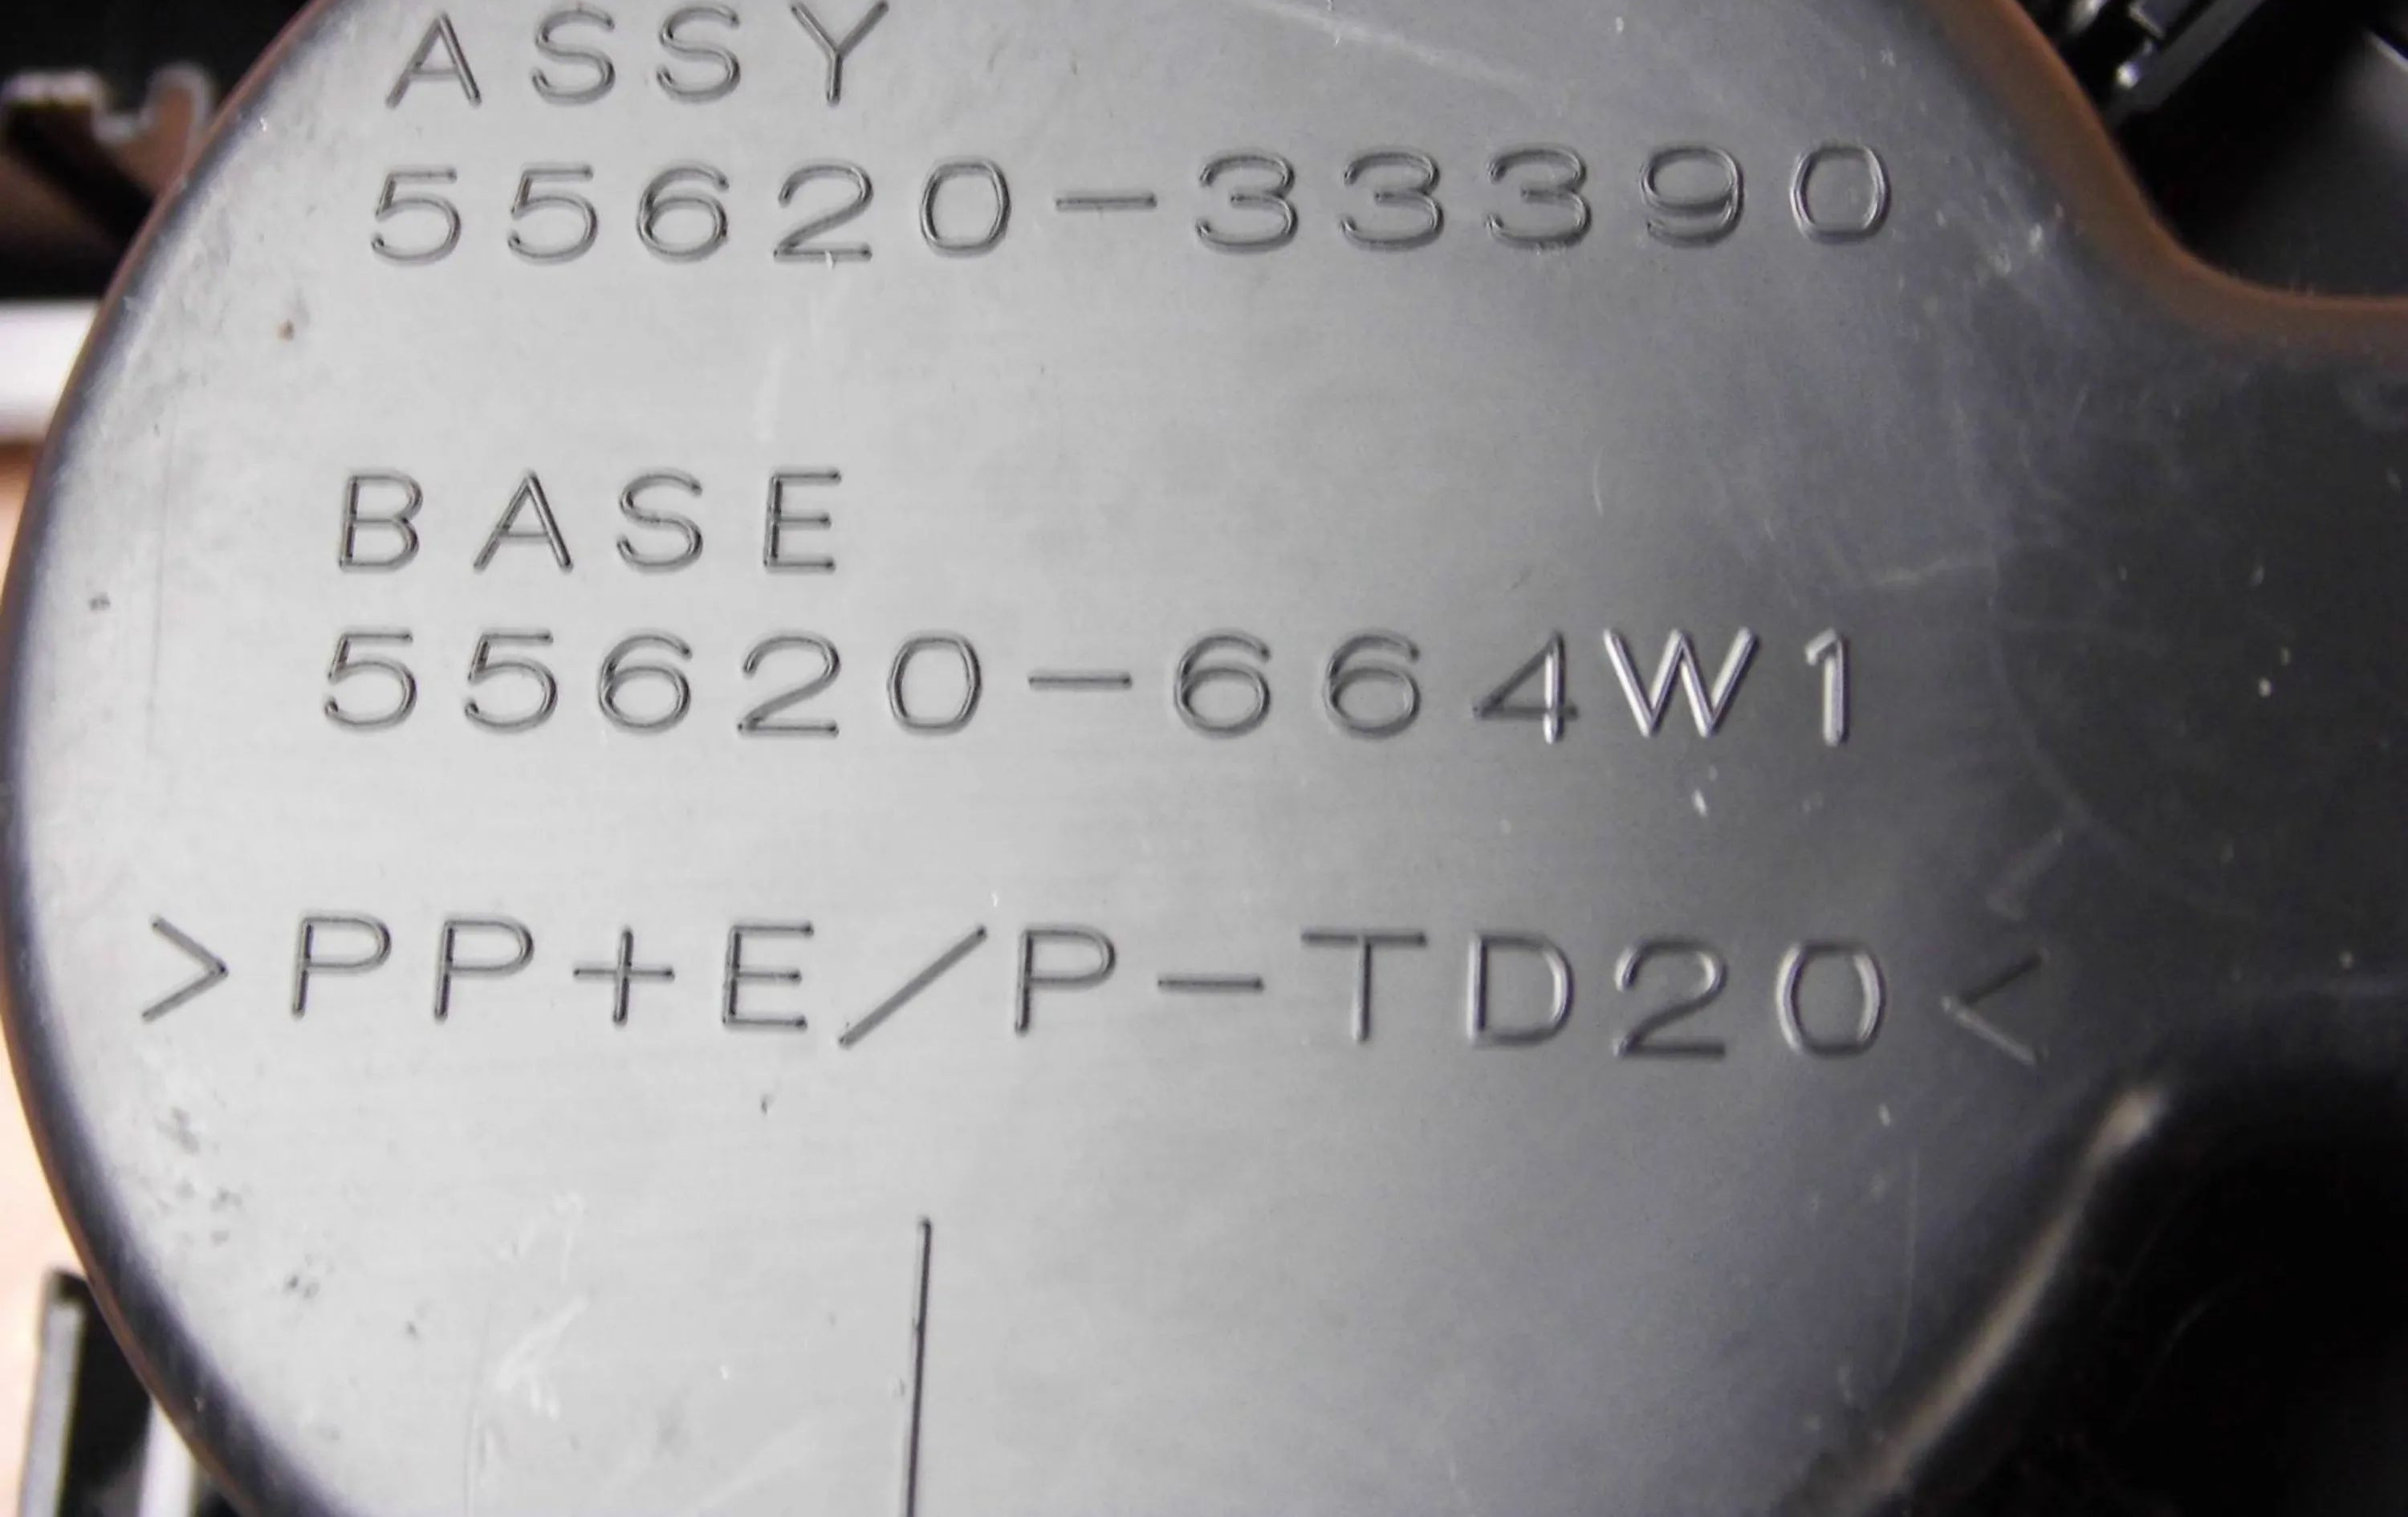 ASSY
55620-33390
BASE
55620-664W1
>PP+E/P-TD20<